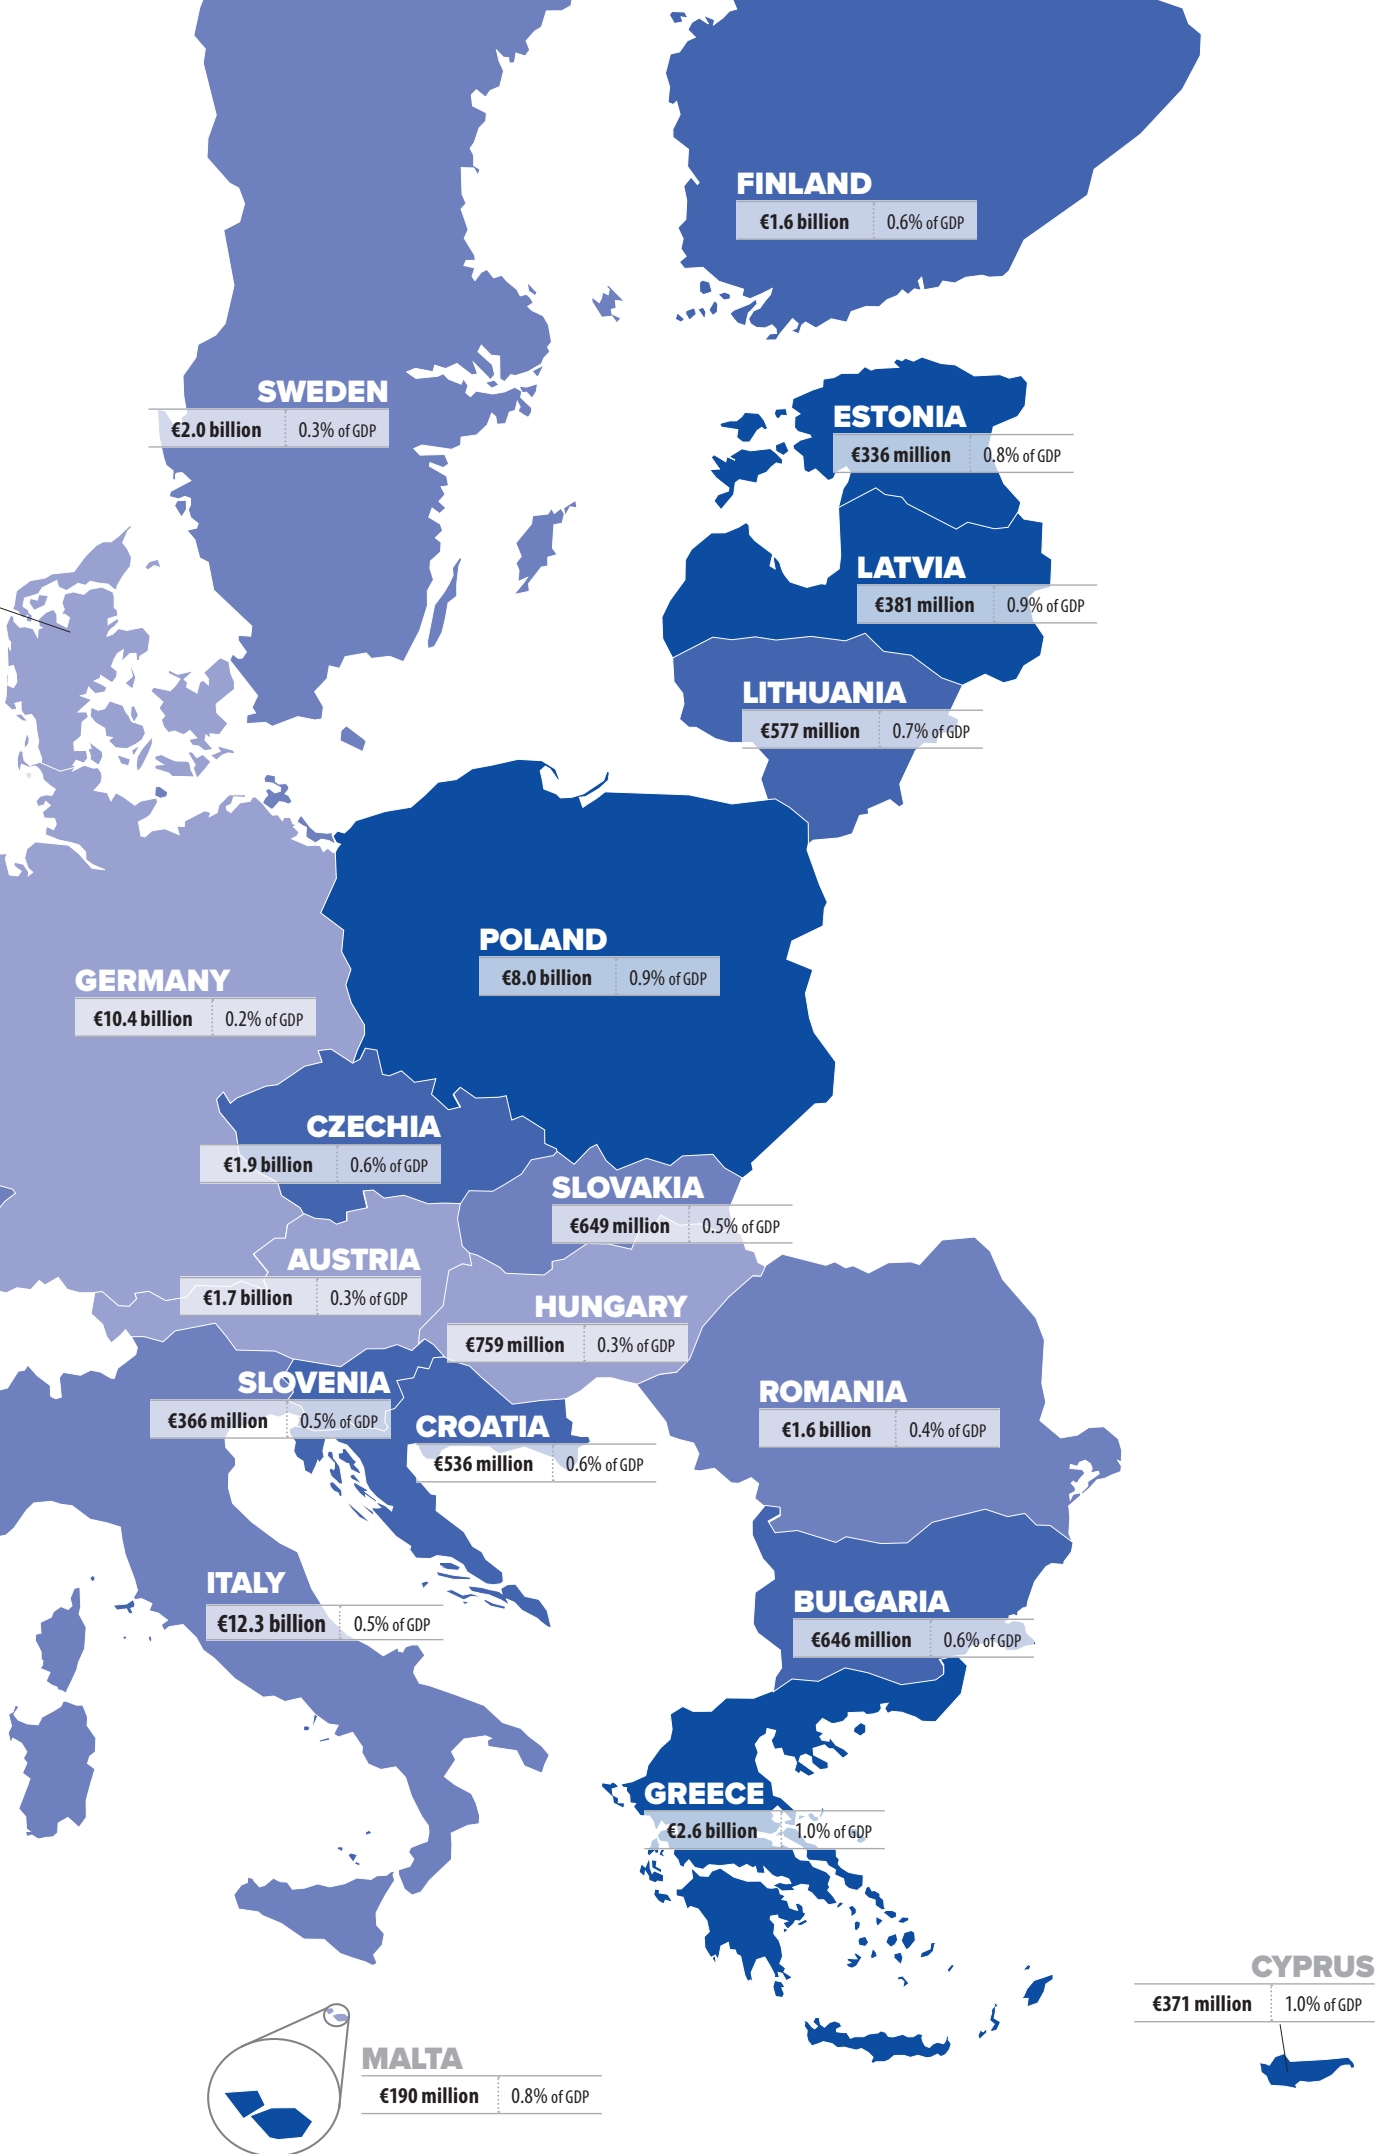 FINLAND
€1.6 billion 0.6% of GDP
SWEDEN
€2.0 billion 0.3% of GDP
ESTONIA
€336 million 0.8% of GDP
LATVIA
€381 million 0.9% of GDP
LITHUANIA
€577 million 0.7% of GDP
POLAND
€8.0 billion 0.9% of GDP
GERMANY
€10.4 billion 0.2% of GDP
CZECHIA
€1.9 billion 0.6% of GDP
SLOVAKIA
€649 million 0.5% of GDP
AUSTRIA
€1.7 billion 0.3% of GDP
HUNGARY
€759 million 0.3% of GDP
SLOVENIA
€366 million 0.5% of GDP
ROMANIA
€1.6 billion 0.4% of GDP
CROATIA
€536 million 0.6% of GDP
ITALY
€12.3 billion 0.5% of GDP
BULGARIA
€646 million 0.6% of GDP
GREECE
€2.6 billion 1.0% of GDP
CYPRUS
€371 million 1.0% of GDP
MALTA
€190 million 0.8% of GDP